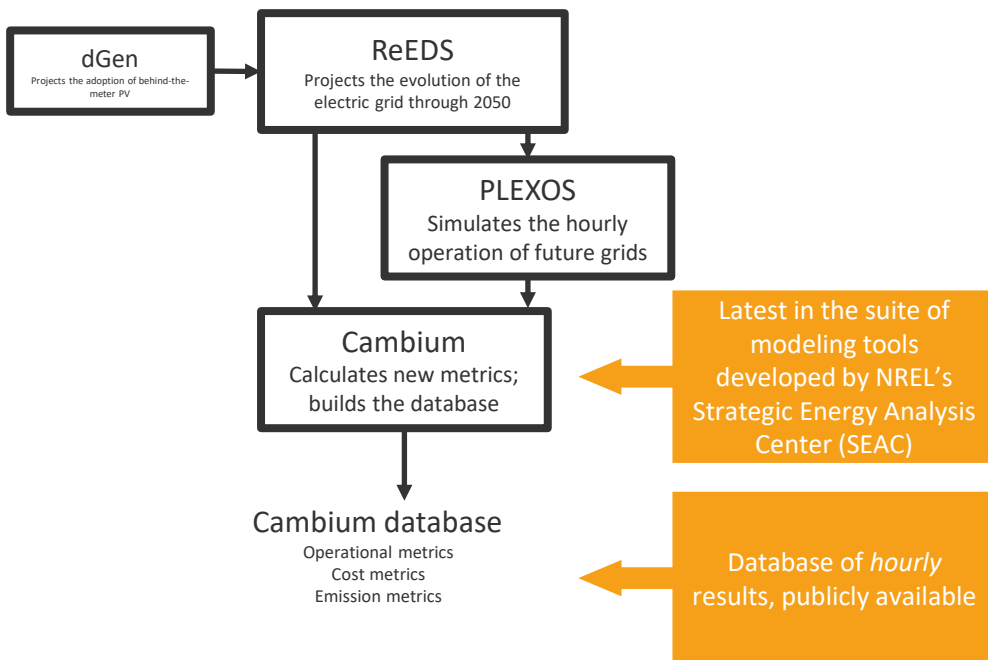 dGen
Projects the adoption of behind-the-
meter PV
ReEDS
Projects the evolution of the
electric grid through 2050
PLEXOS
Simulates the hourly
operation of future grids
Cambium
Calculates new metrics;
builds the database
Latest in the suite of
modeling tools
developed by NREL’s
Strategic Energy Analysis
Center (SEAC)
Cambium database
Operational metrics
Cost metrics
Emission metrics
Database of hourly
results, publicly available